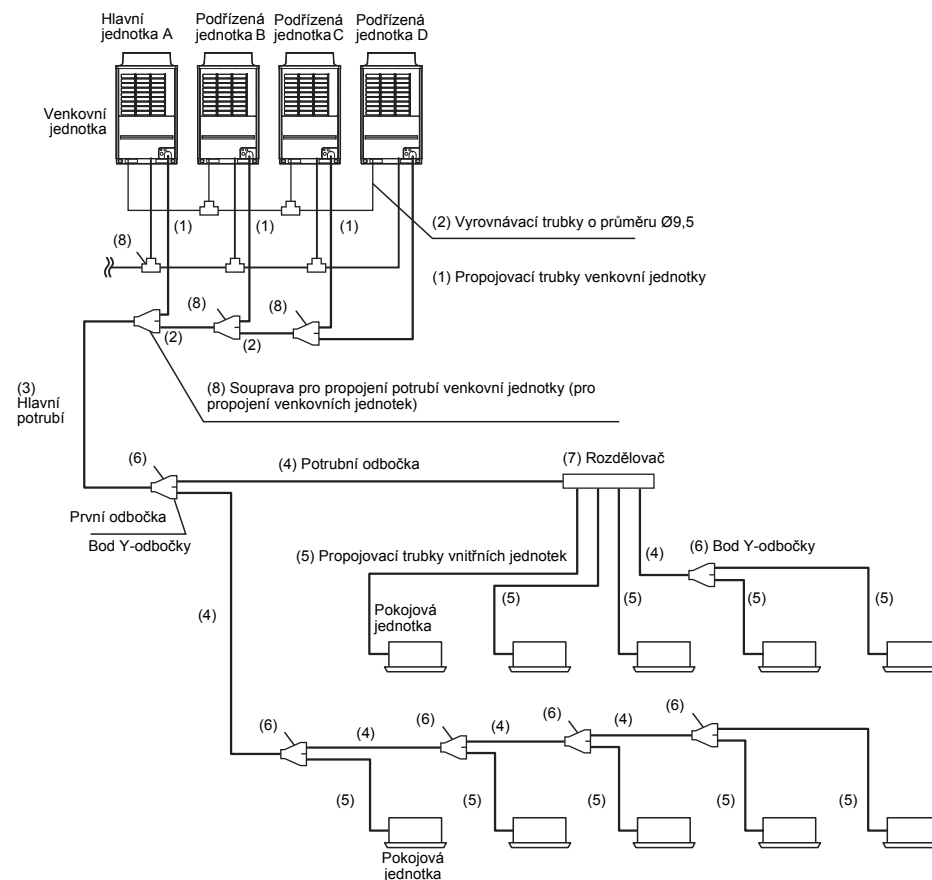 Hlavní
jednotka A
Podřízená
jednotka B
Podřízená
jednotka C
Podřízená
jednotka D
Venkovní
jednotka
(1)
(1)
(1)
(2) Vyrovnávací trubky o průměru Ø9,5
(8)
(1) Propojovací trubky venkovní jednotky
(8)
(8)
(2)
(2)
(3)
Hlavní
potrubí
(8) Souprava pro propojení potrubí venkovní jednotky (pro
propojení venkovních jednotek)
(6)
(4) Potrubní odbočka
(7) Rozdělovač
První odbočka
Bod Y-odbočky
(5) Propojovací trubky vnitřních jednotek
(4)
(6) Bod Y-odbočky
(4)
Pokojová
jednotka
(5)
(5)
(5)
(5)
(6)
(4)
(6)
(4)
(6)
(4)
(6)
(5)
(5)
(5)
(5)
(5)
Pokojová
jednotka